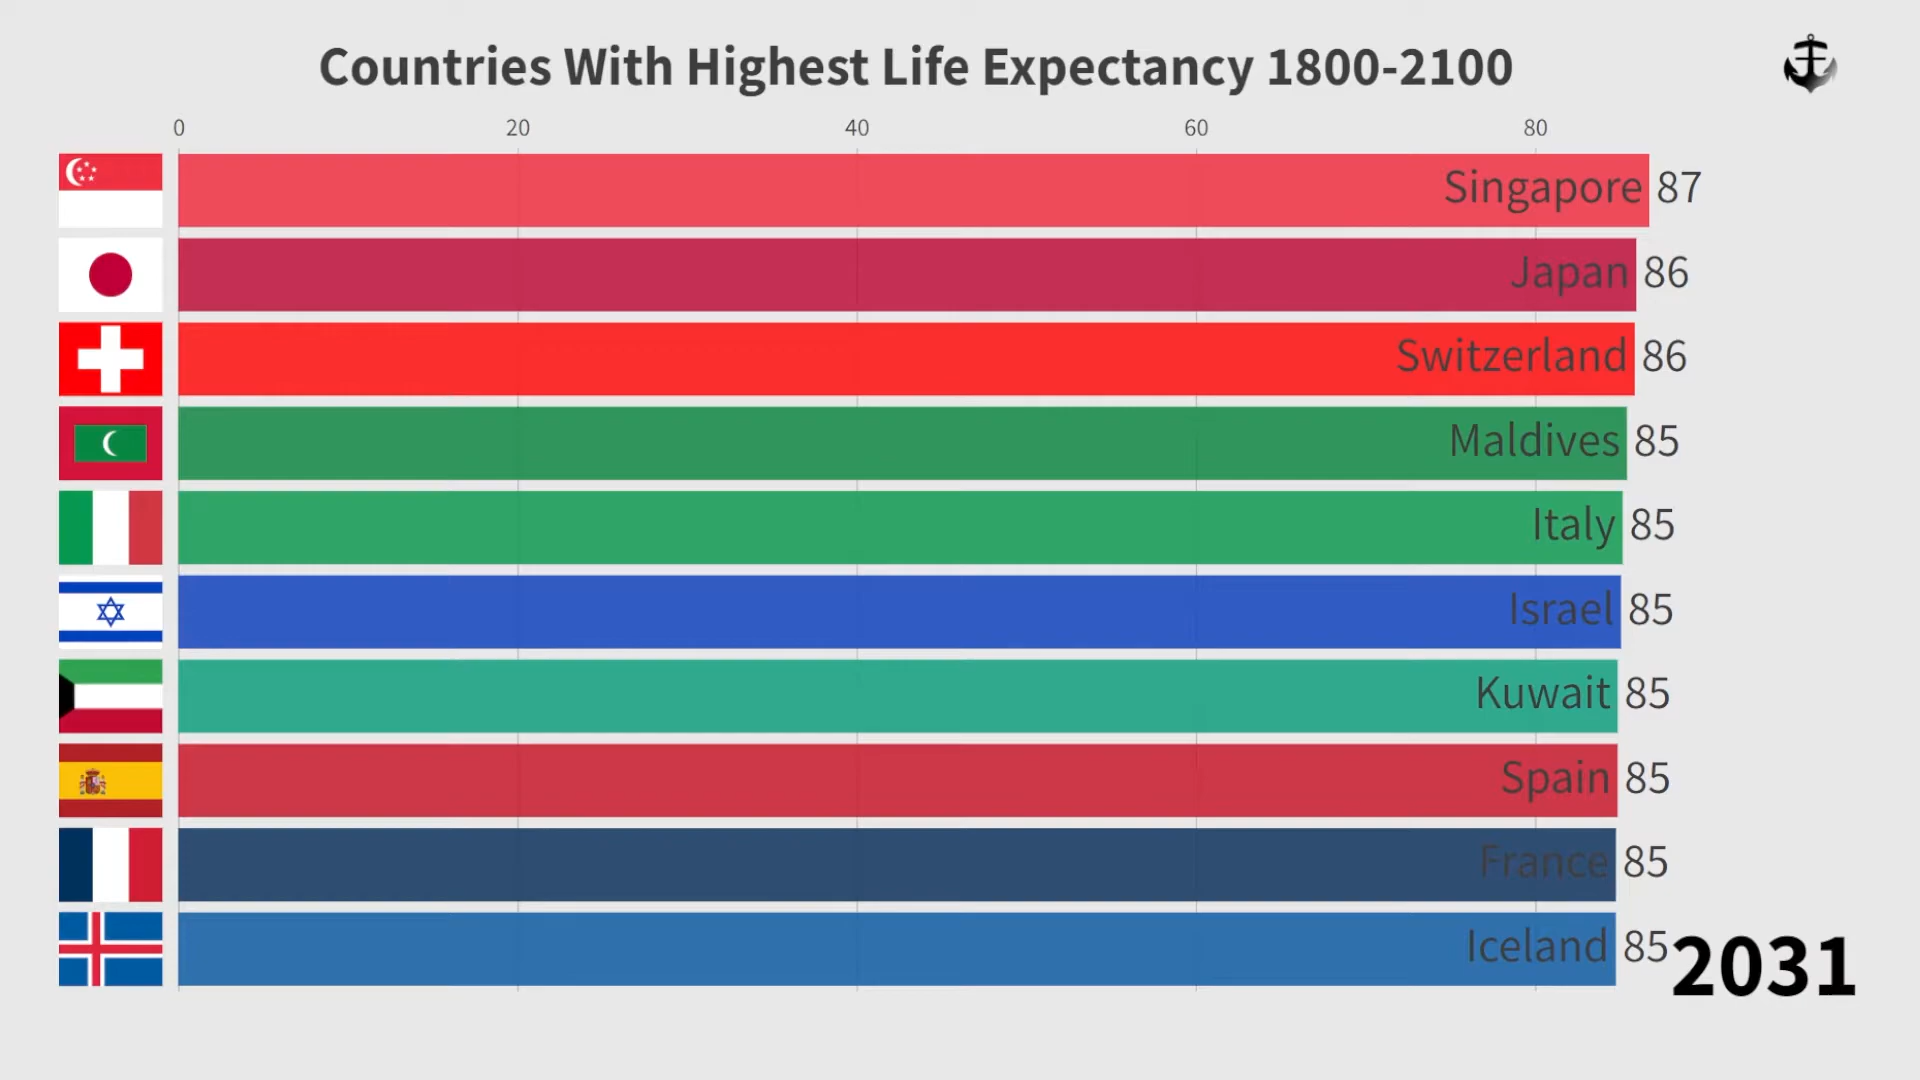 Countries With Highest Life Expectancy 1800-2100
0 20 40 60 80
Singapore 87
Japan 86
Switzerland 86
Maldives 85
Italy 85
Israel 85
Kuwait 85
Spain 85
France 85
Iceland 85
2031